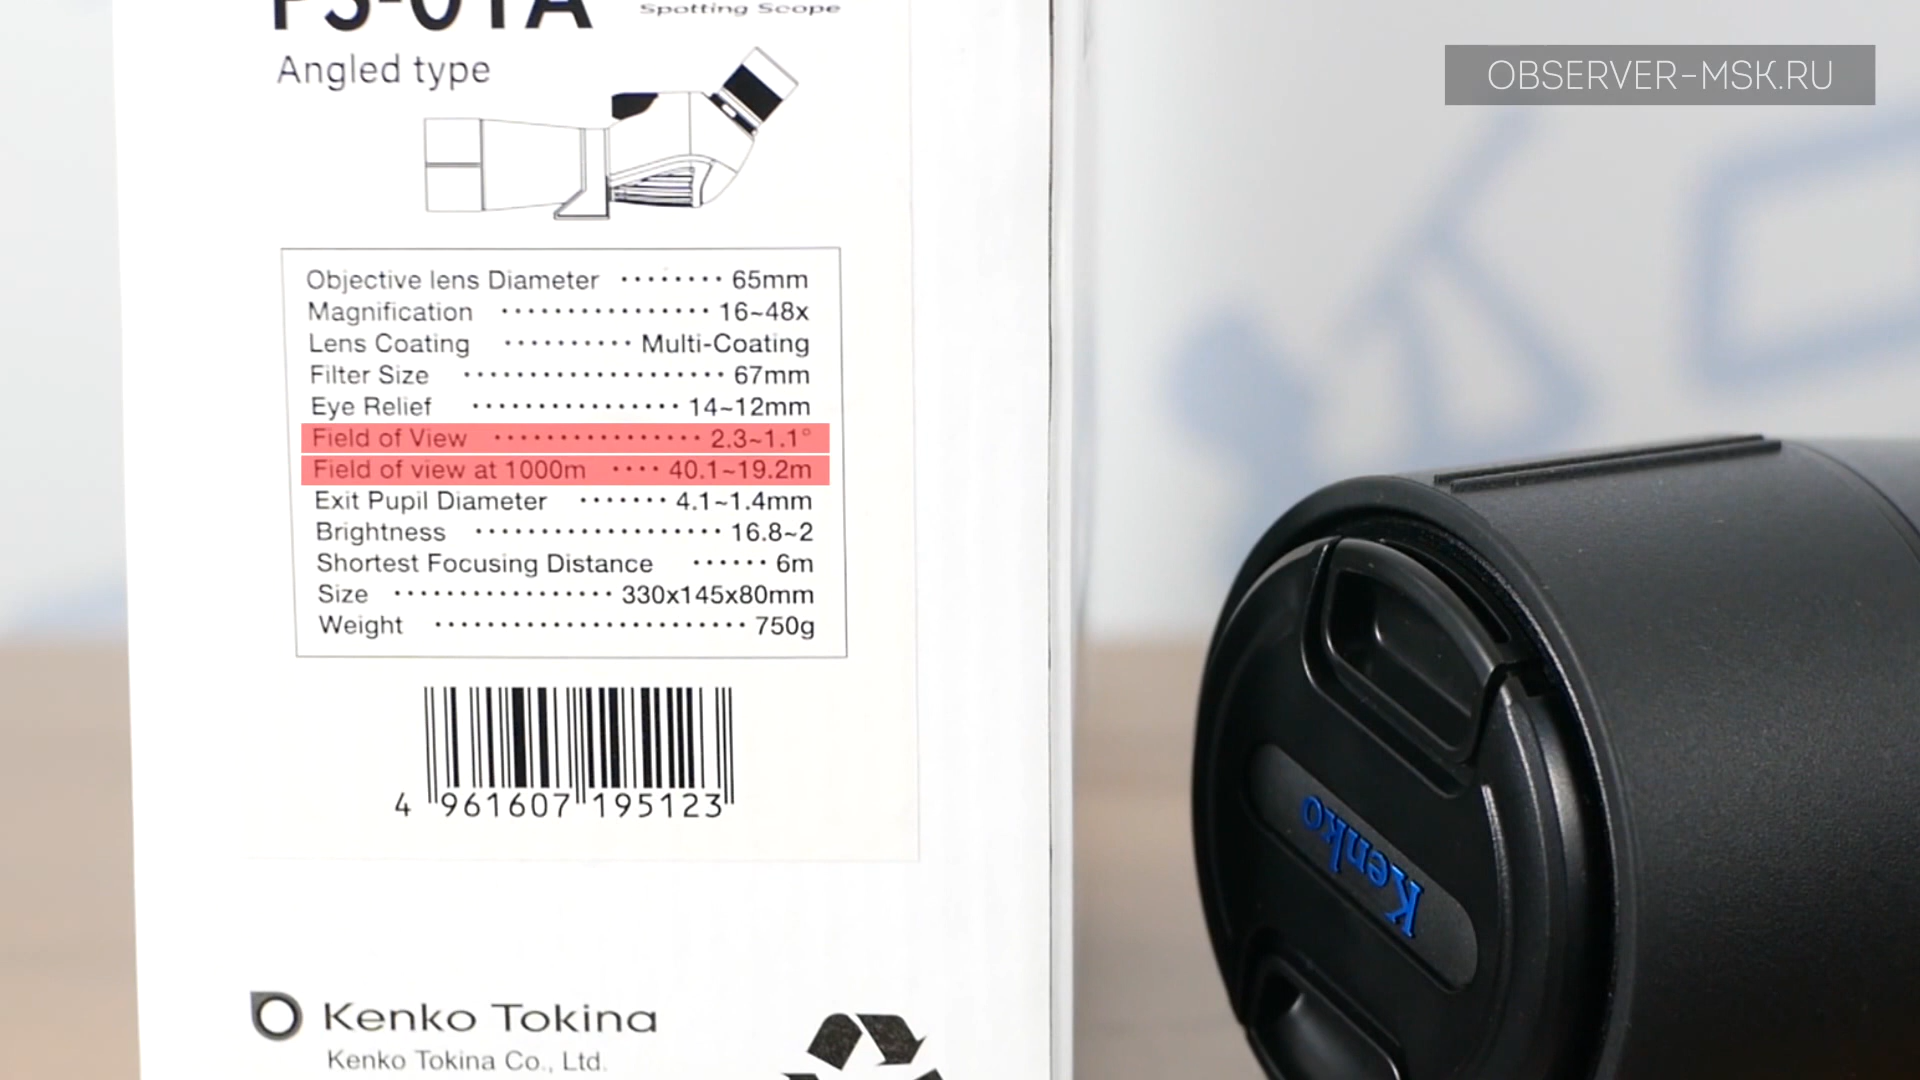 PS-01A
Spotting Scope
Angled type
OBSERVER-MSK.RU
Objective lens Diameter ········ 65mm
Magnification ················ 16~48x
Lens Coating ·········· Multi-Coating
Filter Size ··················· 67mm
Eye Relief ················ 14~12mm
Field of View ················ 2.3~1.1°
Field of view at 1000m ···· 40.1~19.2m
Exit Pupil Diameter ······· 4.1~1.4mm
Brightness ·················· 16.8~2
Shortest Focusing Distance ······ 6m
Size ················ 330x145x80mm
Weight ······················· 750g
4 961607 195123
Kenko
Kenko Tokina
Kenko Tokina Co., Ltd.